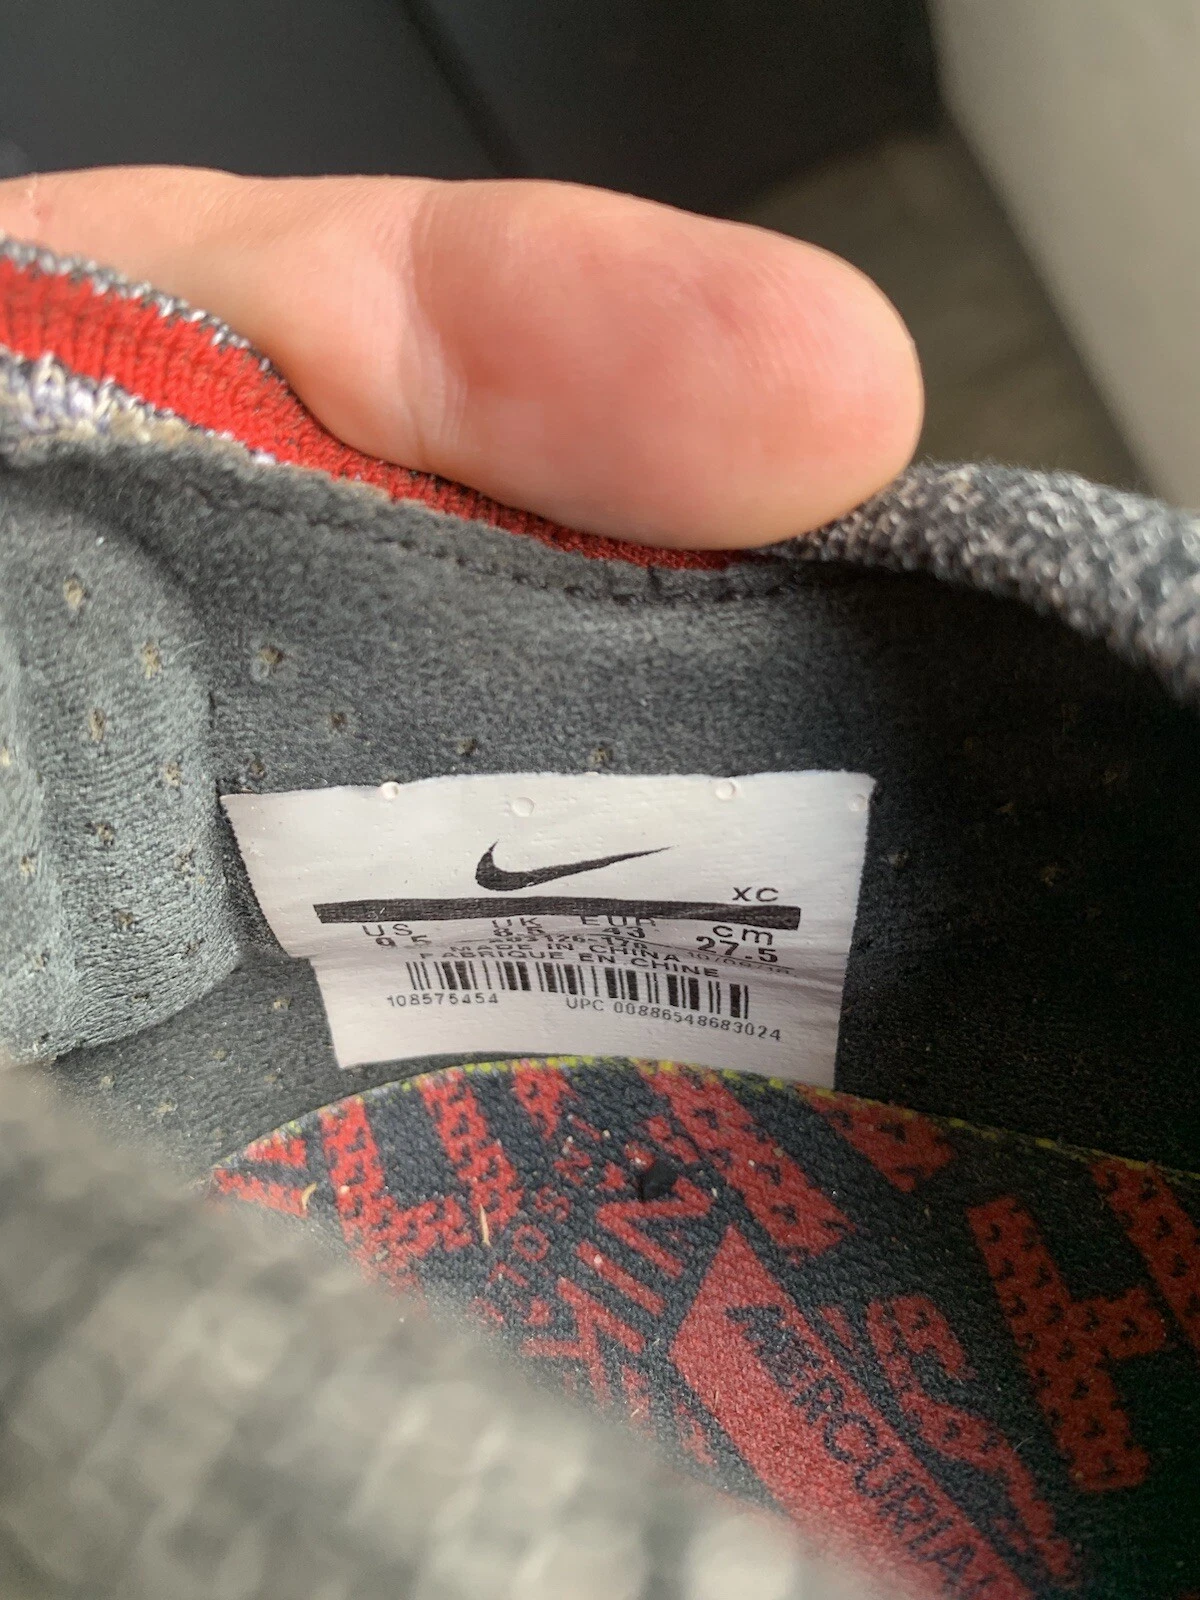 XC
US UK EUR cm
9.5 8.5 43 27.5
MADE IN CHINA
FABRIQUE EN CHINE
108575454 UPC 00886548683024
NIKE
MERCURIAL